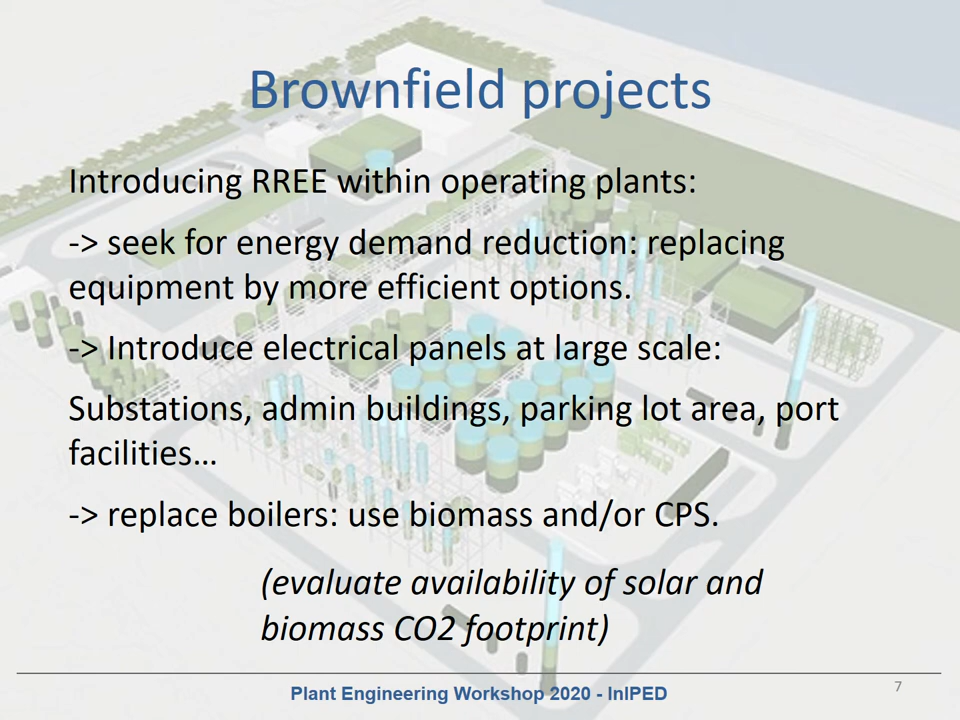 Brownfield projects
Introducing RREE within operating plants:
-> seek for energy demand reduction: replacing
equipment by more efficient options.
-> Introduce electrical panels at large scale:
Substations, admin buildings, parking lot area, port
facilities…
-> replace boilers: use biomass and/or CPS.
(evaluate availability of solar and
biomass CO2 footprint)
Plant Engineering Workshop 2020 - InIPED
7